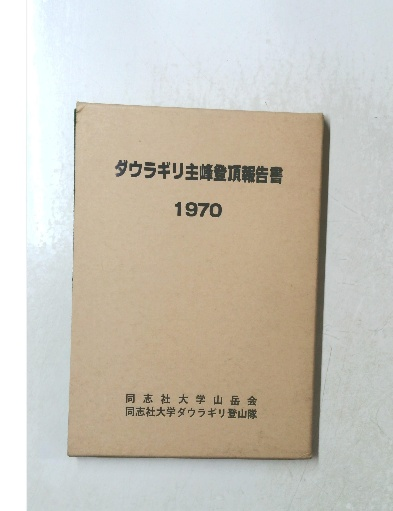 ダウラギリ主峰登頂報告書
1970
同志社大学山岳会
同志社大学ダウラギリ登山隊